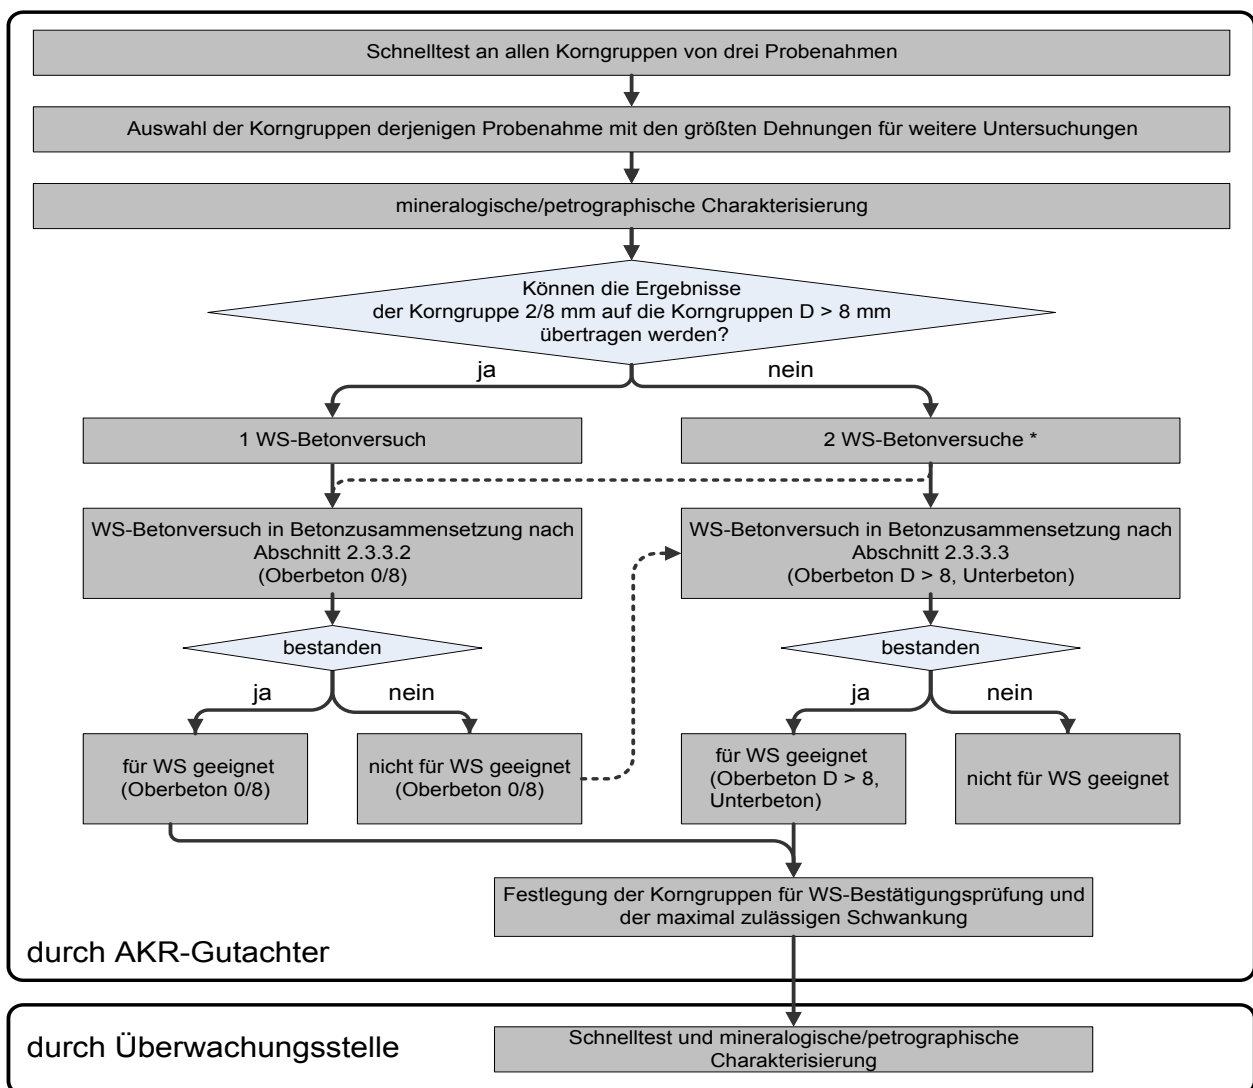 Schnelltest an allen Korngruppen von drei Probenahmen
Auswahl der Korngruppen derjenigen Probenahme mit den größten Dehnungen für weitere Untersuchungen
mineralogische/petrographische Charakterisierung
Können die Ergebnisse
der Korngruppe 2/8 mm auf die Korngruppen D > 8 mm
übertragen werden?
ja
nein
1 WS-Betonversuch
2 WS-Betonversuche *
WS-Betonversuch in Betonzusammensetzung nach
Abschnitt 2.3.3.2
(Oberbeton 0/8)
WS-Betonversuch in Betonzusammensetzung nach
Abschnitt 2.3.3.3
(Oberbeton D > 8, Unterbeton)
bestanden
bestanden
ja
nein
ja
nein
für WS geeignet
(Oberbeton 0/8)
nicht für WS geeignet
(Oberbeton 0/8)
für WS geeignet
(Oberbeton D > 8,
Unterbeton)
nicht für WS geeignet
Festlegung der Korngruppen für WS-Bestätigungsprüfung und
der maximal zulässigen Schwankung
durch AKR-Gutachter
durch Überwachungsstelle
Schnelltest und mineralogische/petrographische
Charakterisierung